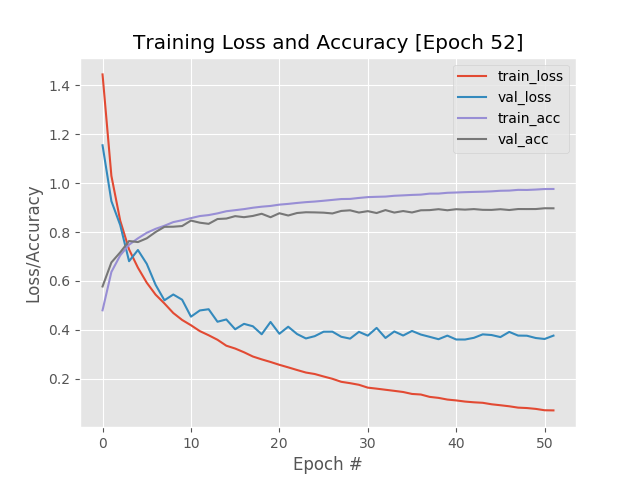 Training Loss and Accuracy [Epoch 52]
train_loss
val_loss
train_acc
val_acc
1.4
1.2
1.0
0.8
0.6
0.4
0.2
Loss/Accuracy
0 10 20 30 40 50
Epoch #